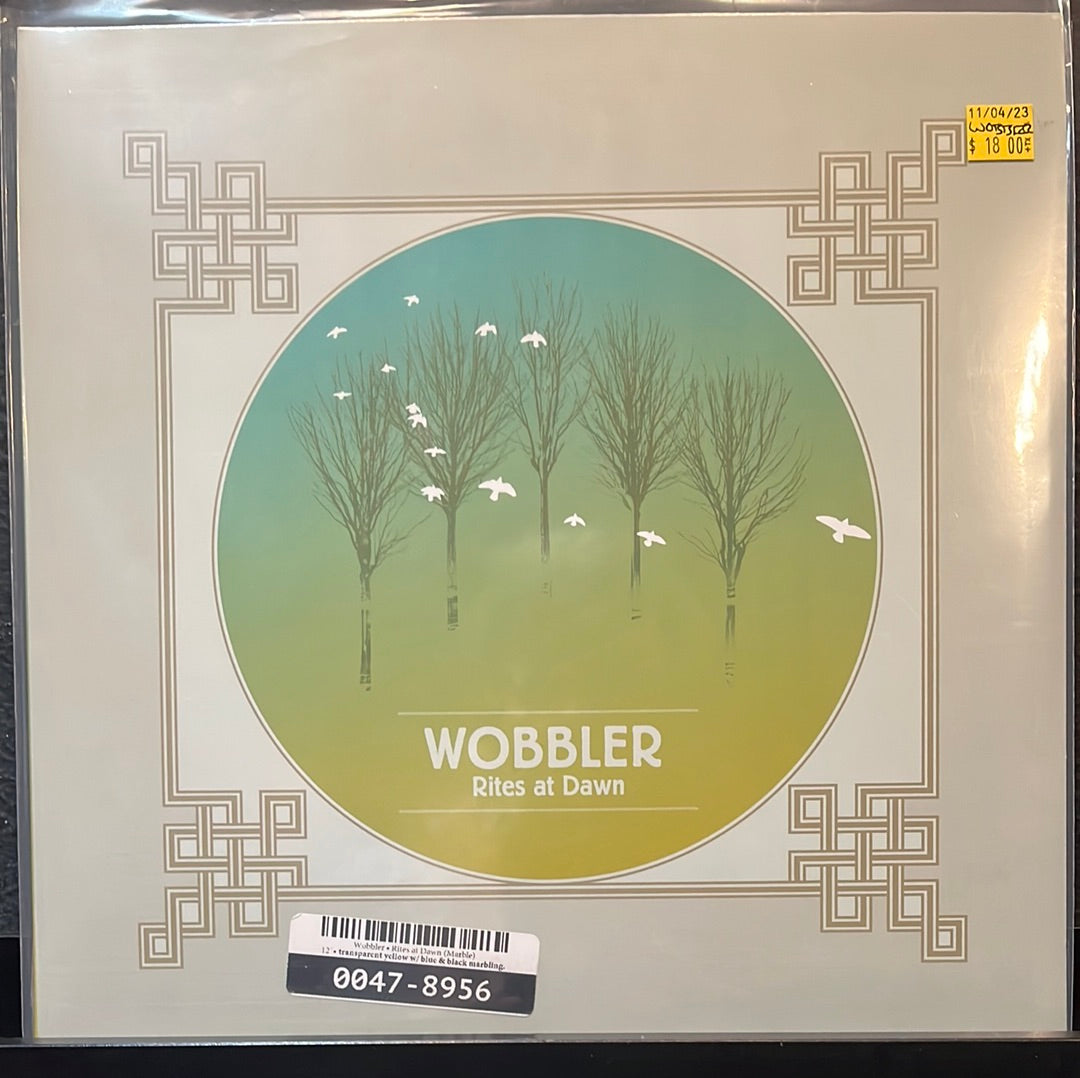 11/04/23
$ 18 00
WOBBLER
Rites at Dawn
Wobbler • Rites at Dawn (Marble)
12" • transparent yellow w/ blue & black marbling.
0047-8956